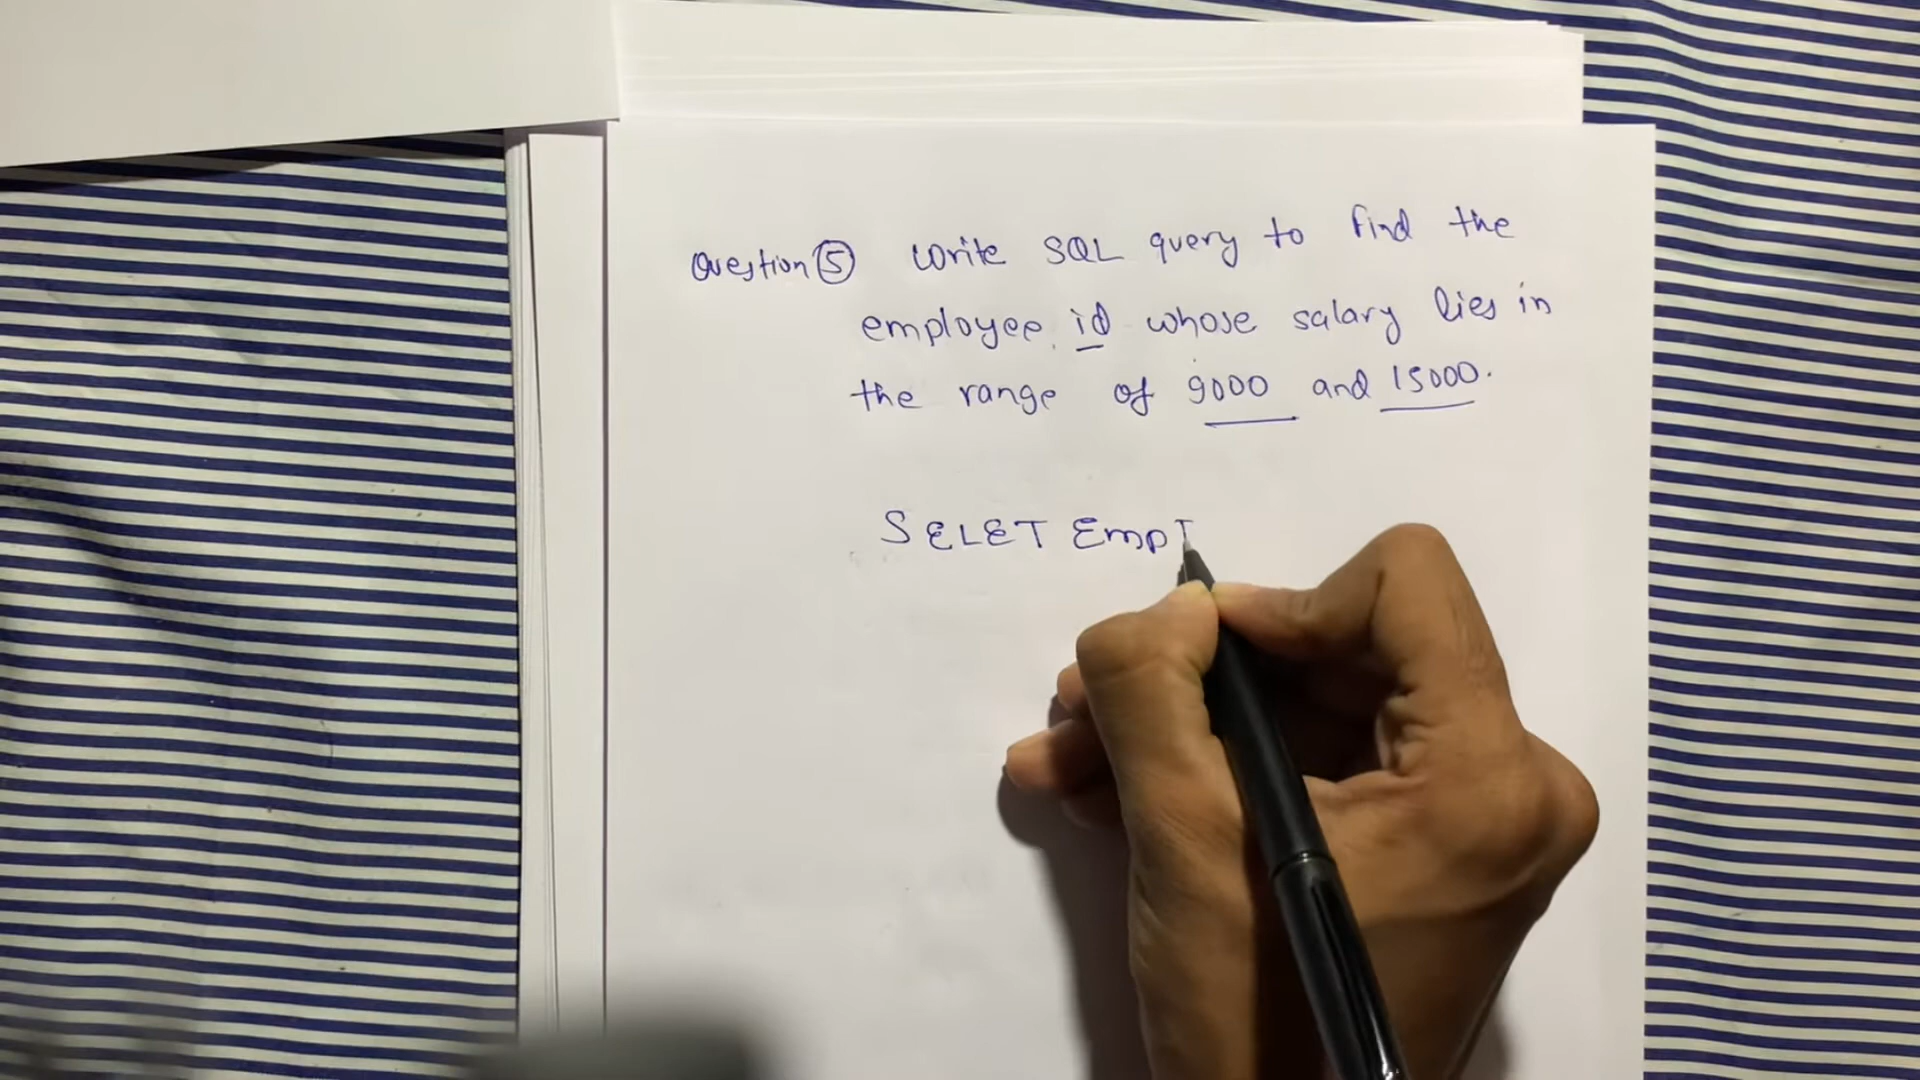 Question ⑤ Write SQL query to find the
employee id whose salary lies in
the range of 9000 and 15000.
SELET EmpI